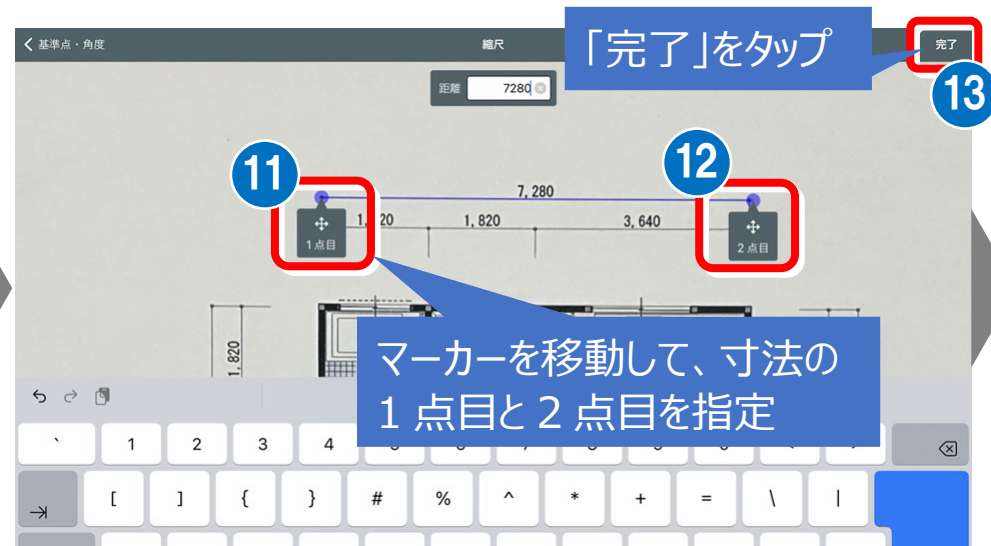 基準点・角度
縮尺
「完了」をタップ
完了
13
距離 7280
11
12
7,280
1,820
3,640
1点目
2点目
1,820
マーカーを移動して、寸法の
1点目と2点目を指定
` 1 2 3 4
[ ] { } # % ^ * + = \ |